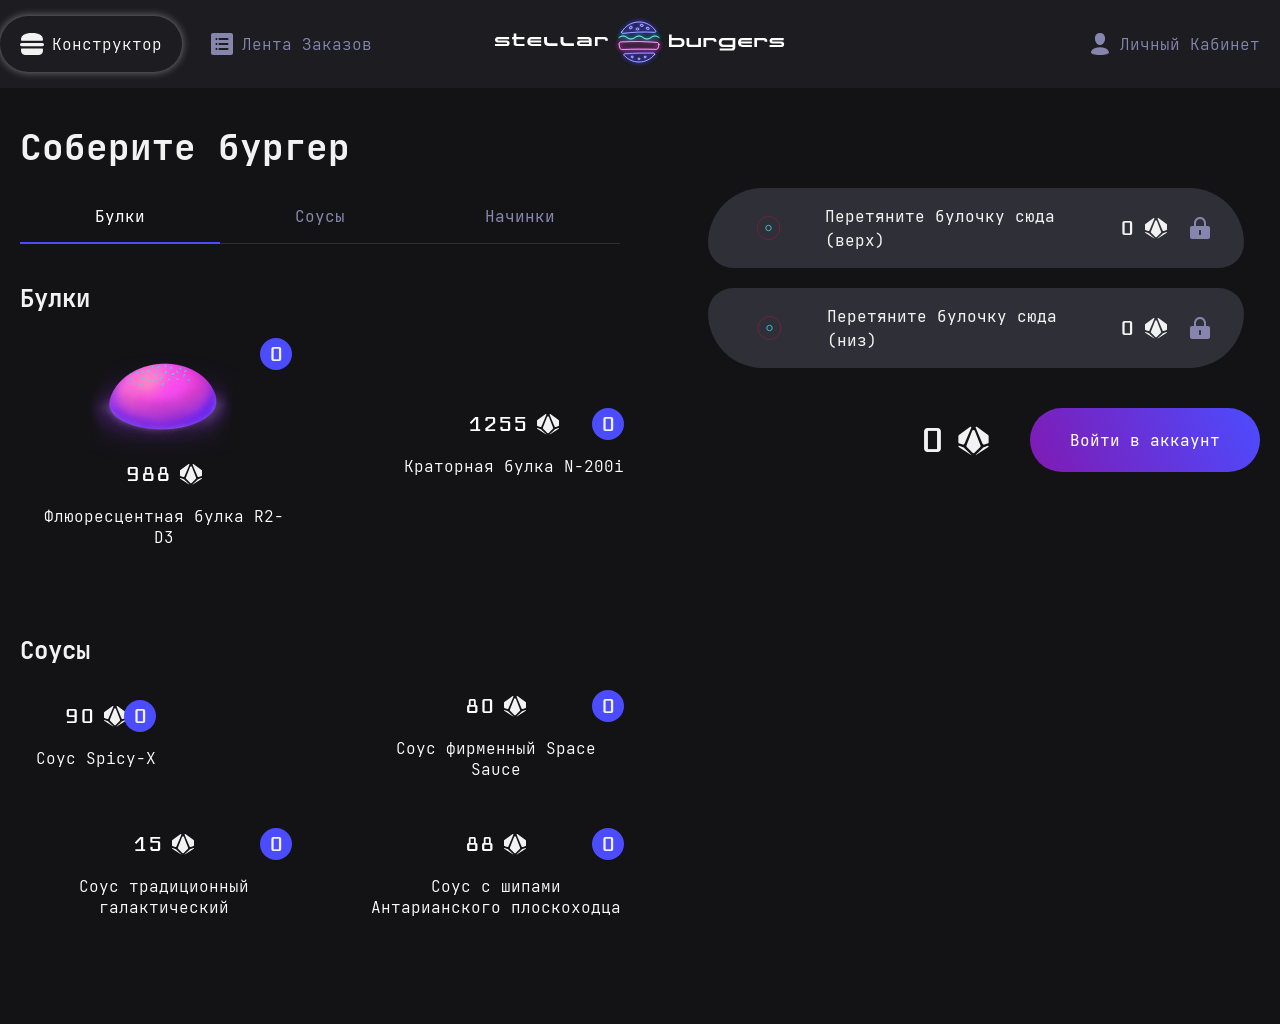 Конструктор
Лента Заказов
stellar burgers
Личный Кабинет
Соберите бургер
Булки
Соусы
Начинки
Булки
0
988
Флюоресцентная булка R2-
D3
1255
0
Краторная булка N-200i
Соусы
90
0
Соус Spicy-X
80
0
Соус фирменный Space
Sauce
15
0
Соус традиционный
галактический
88
0
Соус с шипами
Антарианского плоскоходца
Перетяните булочку сюда
(верх)
0
Перетяните булочку сюда
(низ)
0
0
Войти в аккаунт